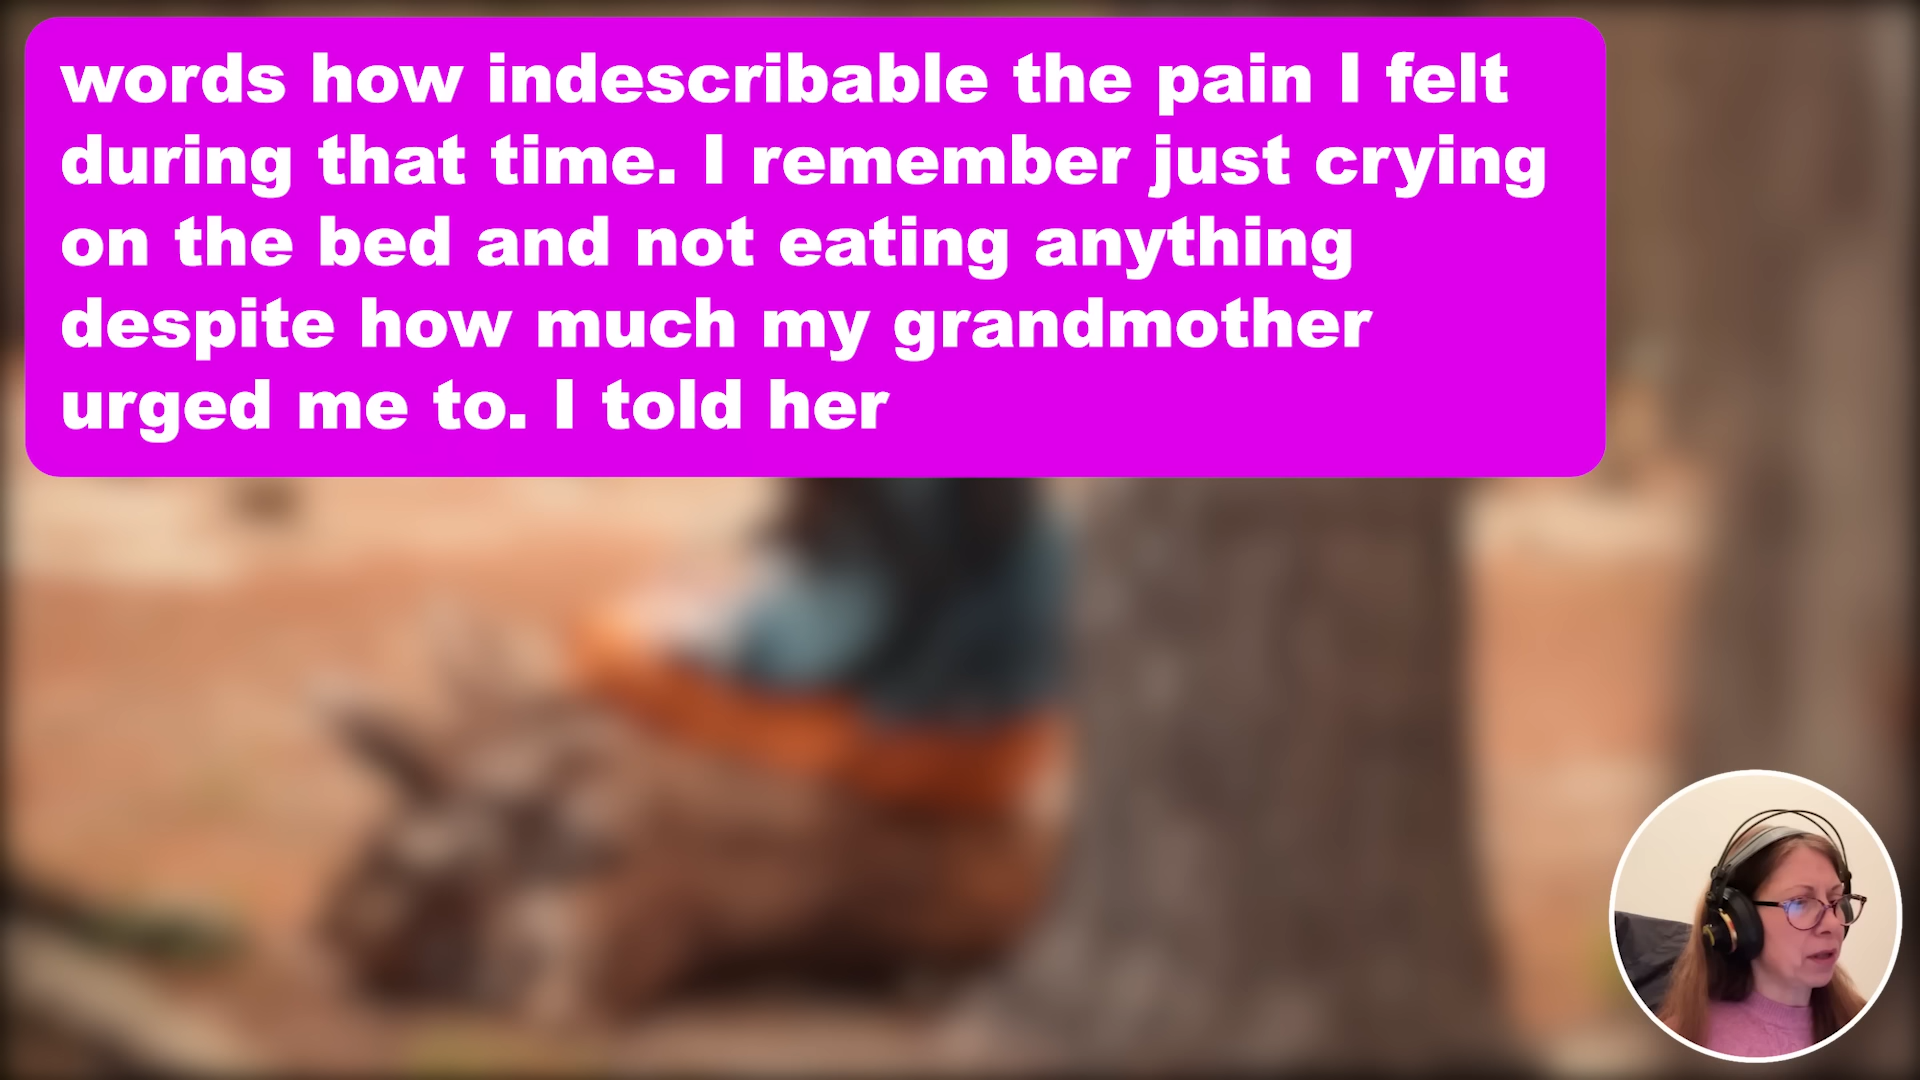 words how indescribable the pain I felt
during that time. I remember just crying
on the bed and not eating anything
despite how much my grandmother
urged me to. I told her